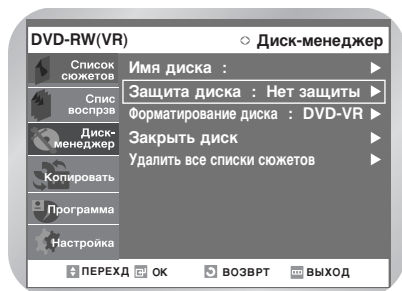 DVD-RW(VR) Диск-менеджер
Список сюжетов
Спис воспрзв
Диск-менеджер
Копировать
Программа
Настройка
Имя диска :
Защита диска : Нет защиты
Форматирование диска : DVD-VR
Закрыть диск
Удалить все списки сюжетов
ПЕРЕХД ОК ВОЗВРТ ВЫХОД